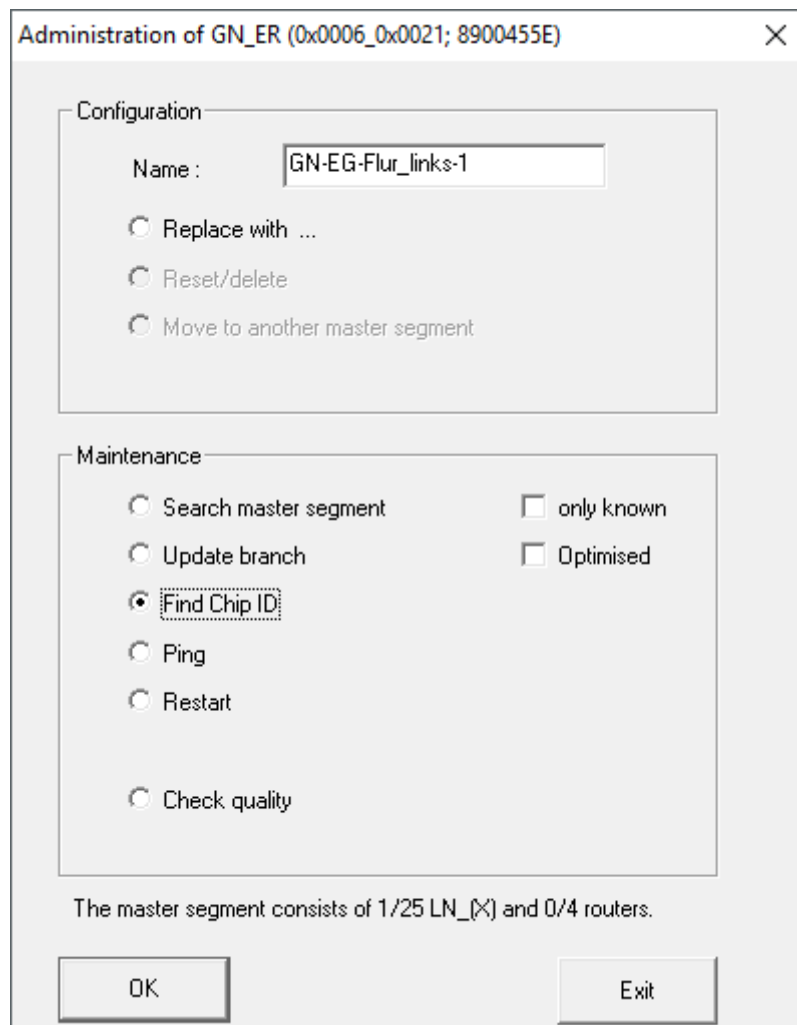 Administration of GN_ER (0x0006_0x0021; 8900455E)
Configuration
Name :
GN-EG-Flur_links-1
Replace with ...
Reset/delete
Move to another master segment
Maintenance
Search master segment
only known
Update branch
Optimised
Find Chip ID
Ping
Restart
Check quality
The master segment consists of 1/25 LN_(X) and 0/4 routers.
OK
Exit